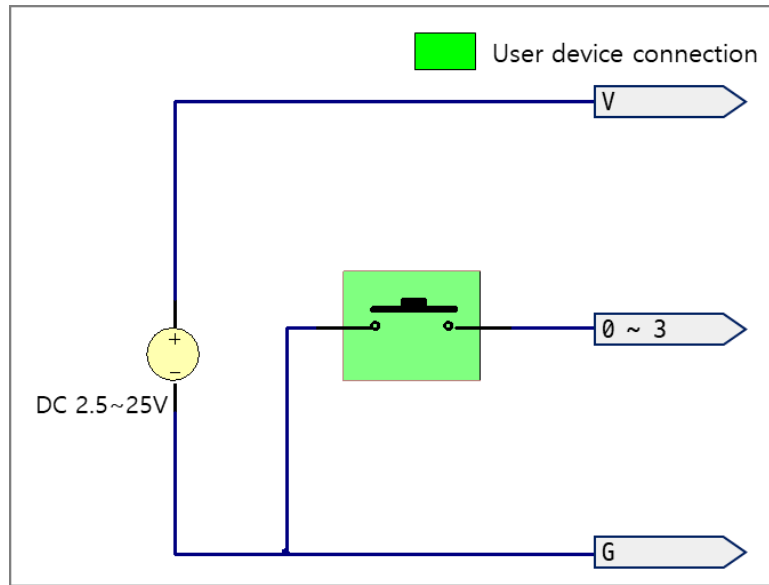 User device connection
V
0 ~ 3
+
−
DC 2.5~25V
G